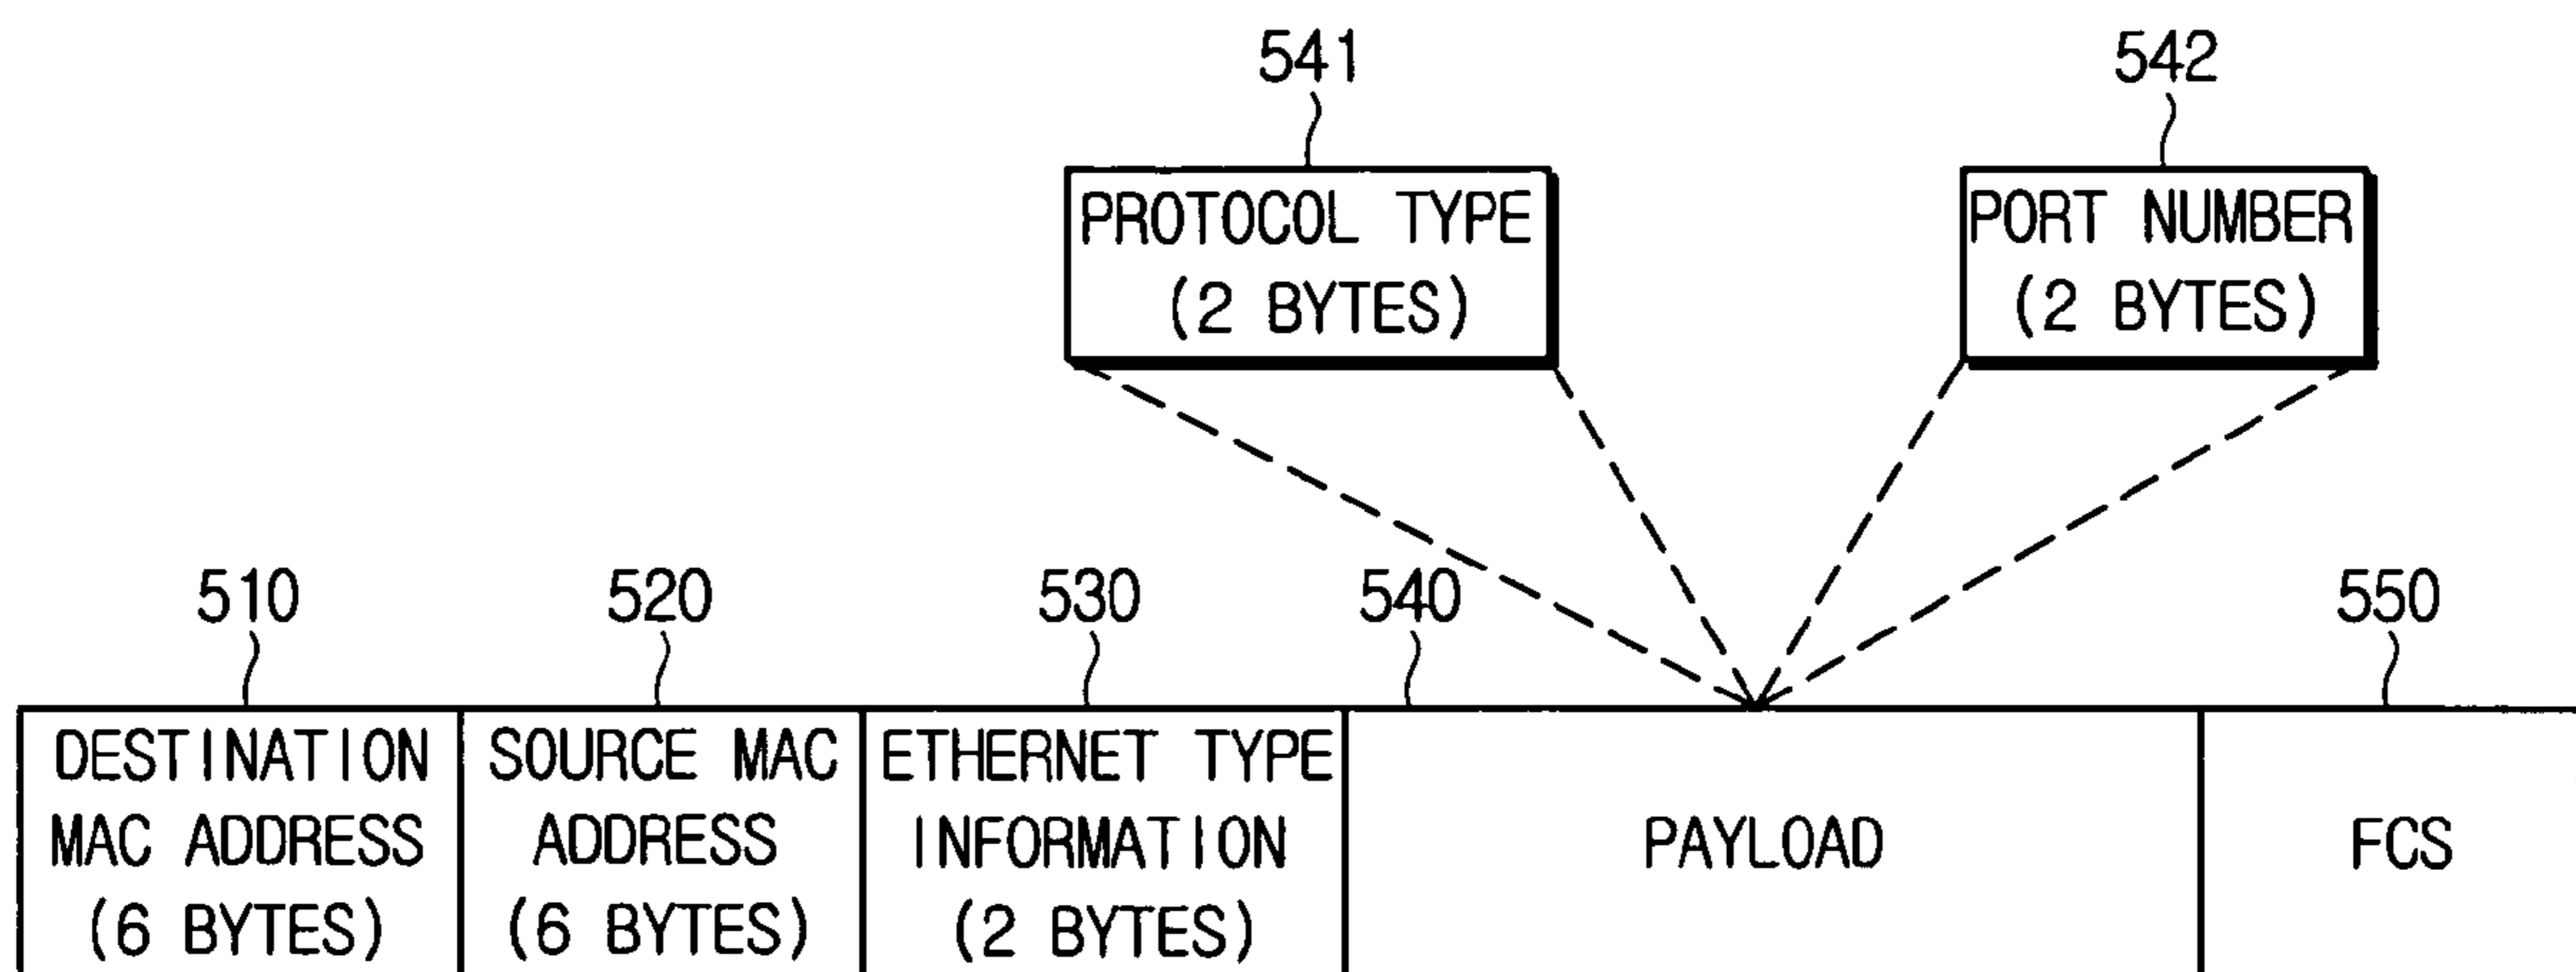 541
542
PROTOCOL TYPE
(2 BYTES)
PORT NUMBER
(2 BYTES)
510
520
530
540
550
DESTINATION
MAC ADDRESS
(6 BYTES)
SOURCE MAC
ADDRESS
(6 BYTES)
ETHERNET TYPE
INFORMATION
(2 BYTES)
PAYLOAD
FCS